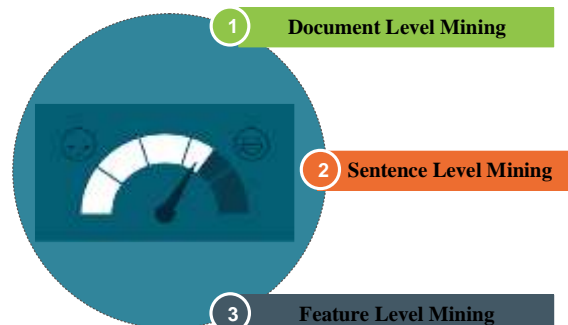 1 Document Level Mining
2 Sentence Level Mining
3 Feature Level Mining